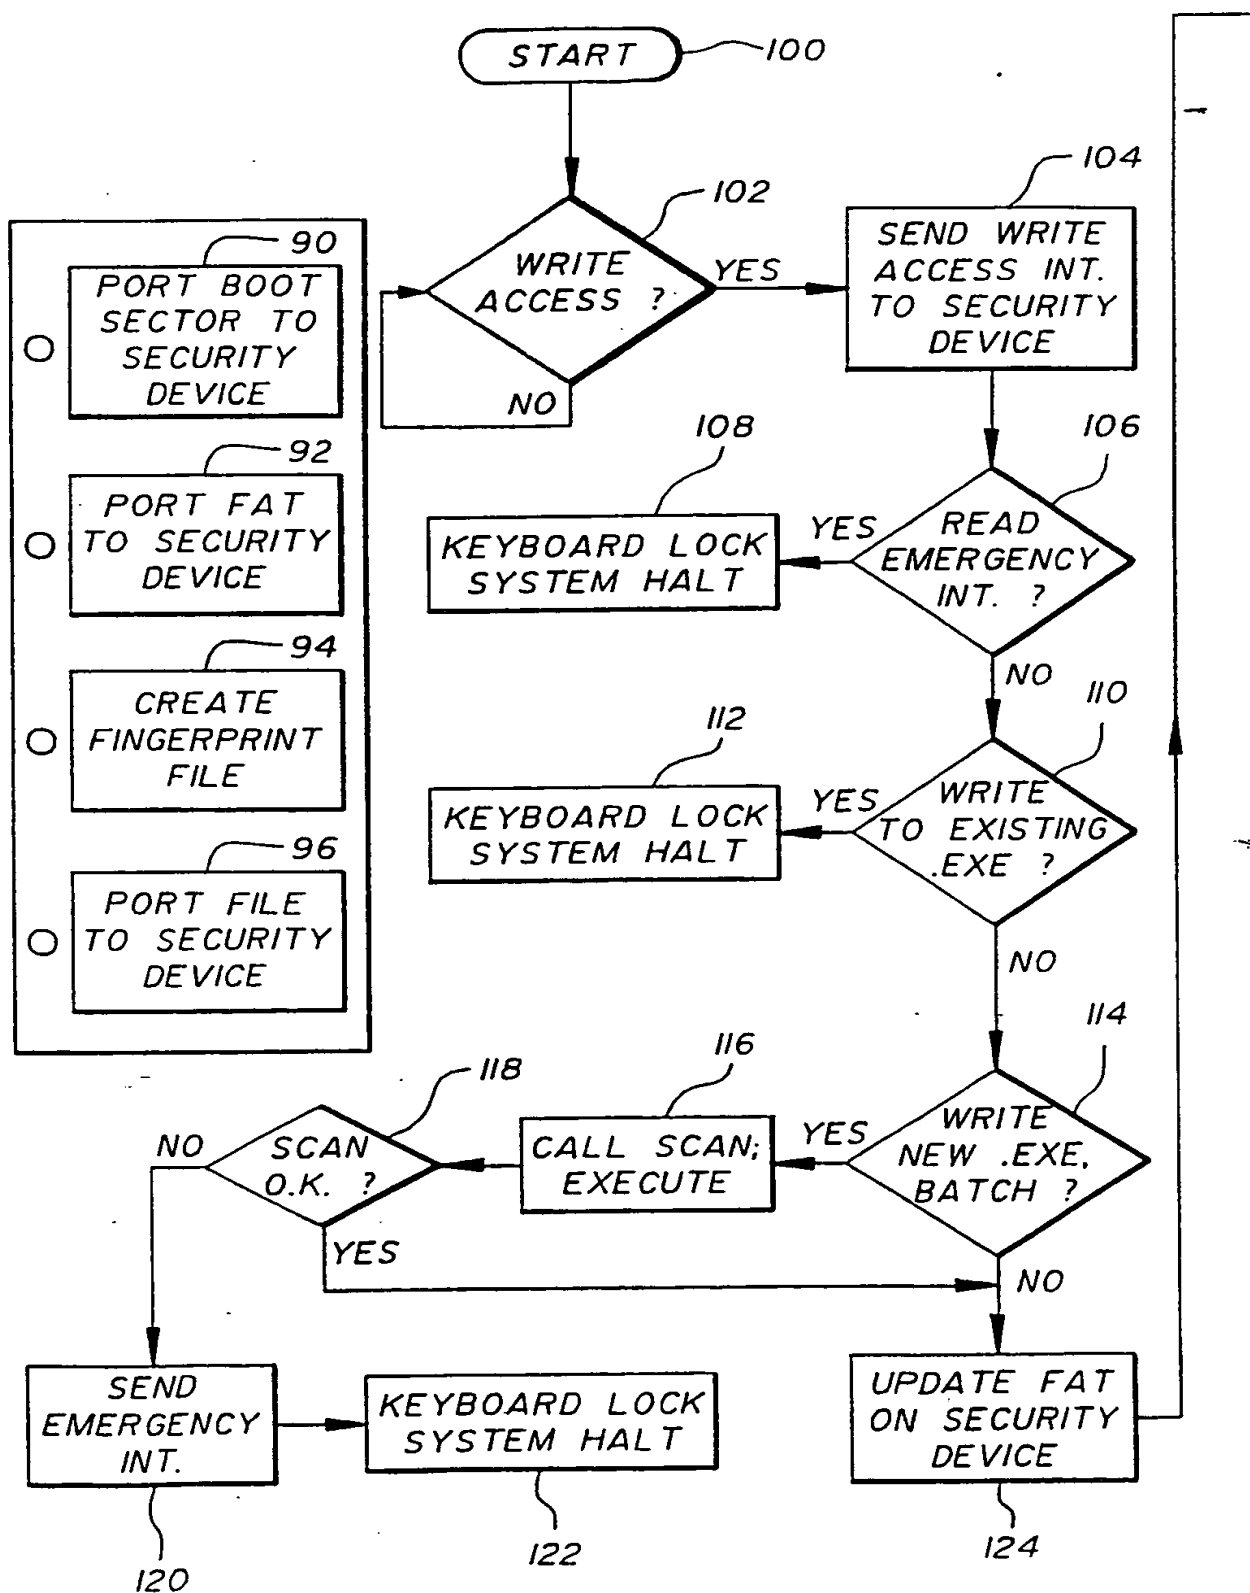 START
100
102
WRITE
ACCESS ?
YES
NO
104
SEND WRITE
ACCESS INT.
TO SECURITY
DEVICE
90
PORT BOOT
SECTOR TO
SECURITY
DEVICE
92
PORT FAT
TO SECURITY
DEVICE
94
CREATE
FINGERPRINT
FILE
96
PORT FILE
TO SECURITY
DEVICE
106
READ
EMERGENCY
INT. ?
YES
NO
108
KEYBOARD LOCK
SYSTEM HALT
110
WRITE
TO EXISTING
.EXE ?
YES
NO
112
KEYBOARD LOCK
SYSTEM HALT
114
WRITE
NEW .EXE,
BATCH ?
YES
NO
116
CALL SCAN;
EXECUTE
118
SCAN
O.K. ?
NO
YES
SEND
EMERGENCY
INT.
120
KEYBOARD LOCK
SYSTEM HALT
122
UPDATE FAT
ON SECURITY
DEVICE
124